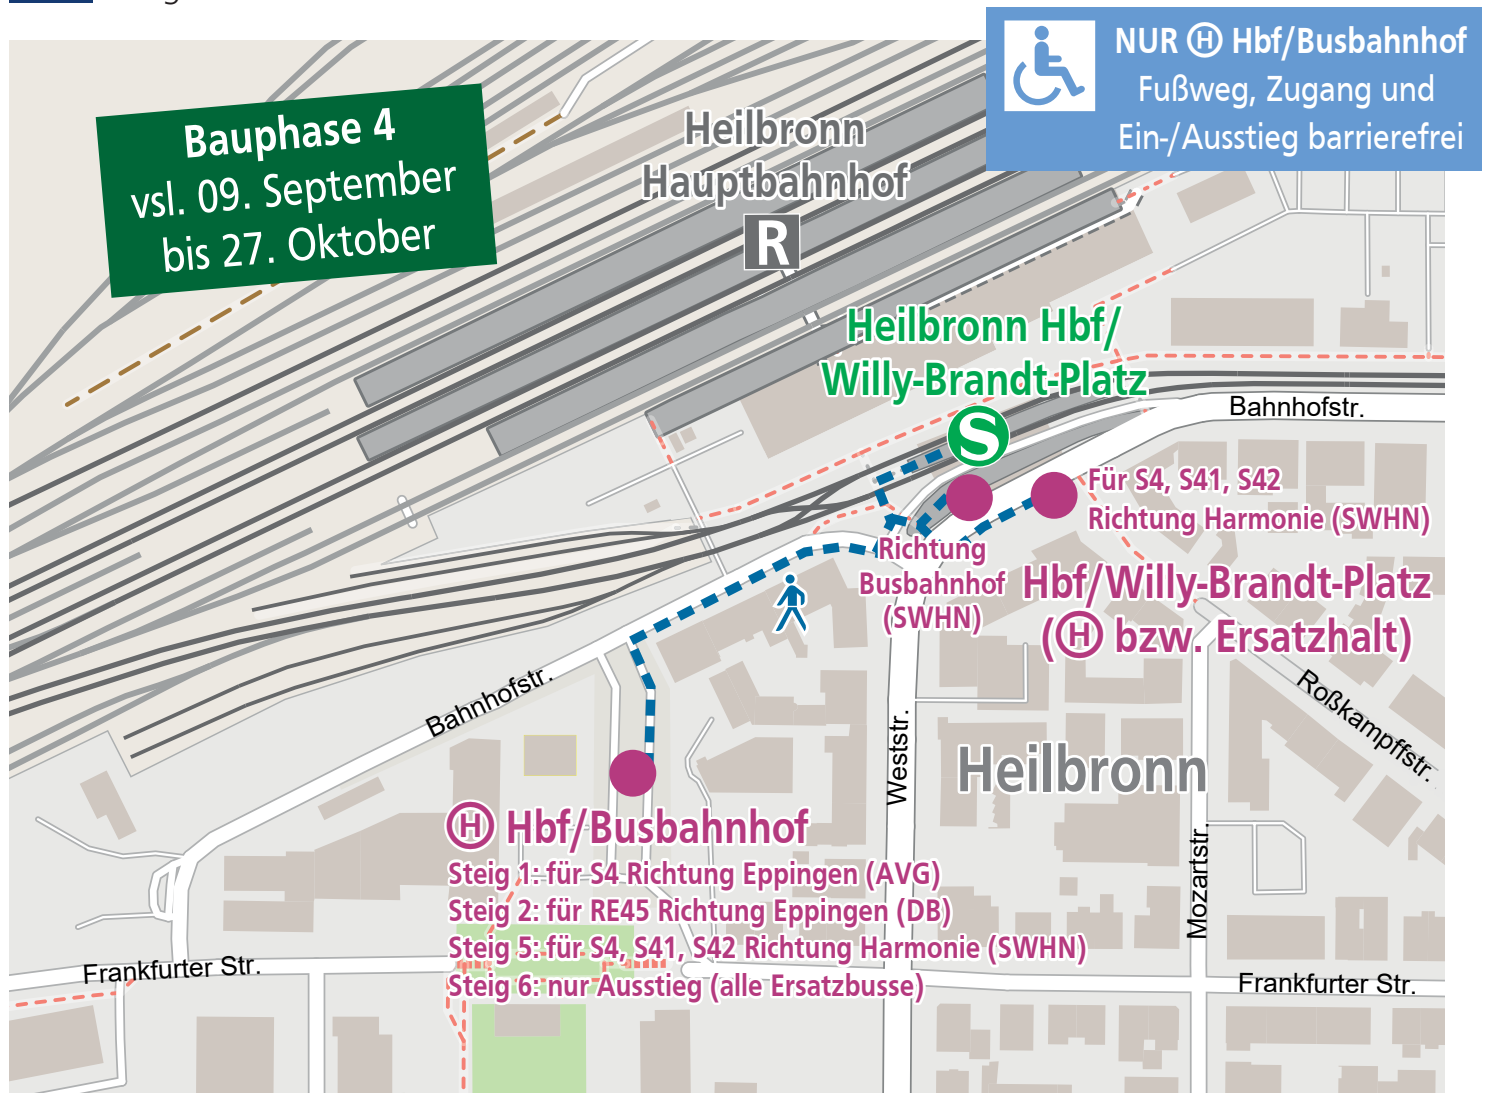 NUR Ⓗ Hbf/Busbahnhof
Fußweg, Zugang und
Ein-/Ausstieg barrierefrei
Bauphase 4
vsl. 09. September
bis 27. Oktober
Heilbronn
Hauptbahnhof
R
Heilbronn Hbf/
Willy-Brandt-Platz
S
Bahnhofstr.
Für S4, S41, S42
Richtung Harmonie (SWHN)
Richtung
Busbahnhof
(SWHN)
Hbf/Willy-Brandt-Platz
(Ⓗ bzw. Ersatzhalt)
Bahnhofstr.
Roßkampffstr.
Weststr.
Heilbronn
Mozartstr.
Ⓗ Hbf/Busbahnhof
Steig 1: für S4 Richtung Eppingen (AVG)
Steig 2: für RE45 Richtung Eppingen (DB)
Steig 5: für S4, S41, S42 Richtung Harmonie (SWHN)
Steig 6: nur Ausstieg (alle Ersatzbusse)
Frankfurter Str.
Frankfurter Str.